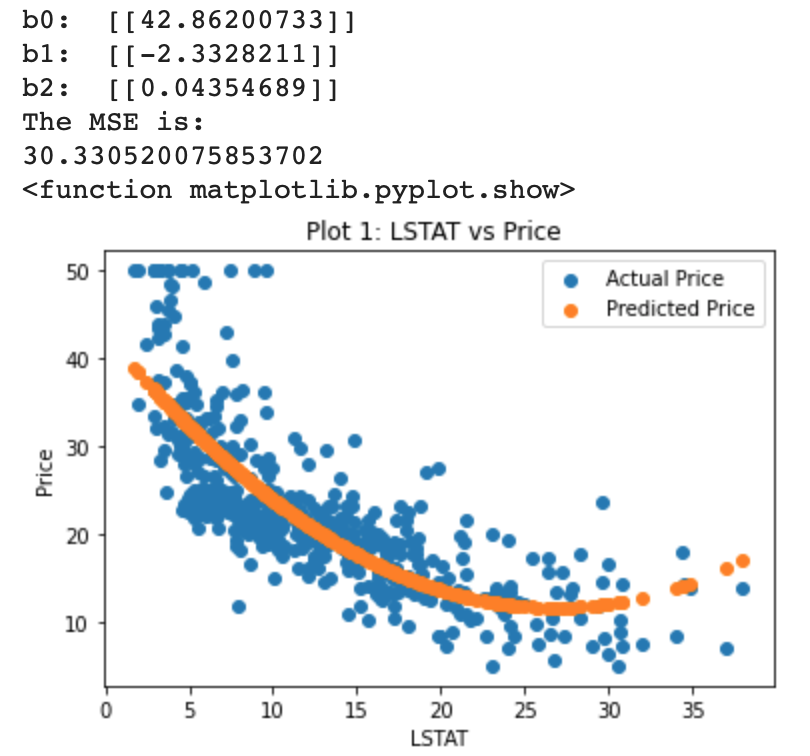 b0:  [[42.86200733]]
b1:  [[-2.3328211]]
b2:  [[0.04354689]]
The MSE is:
30.330520075853702
<function matplotlib.pyplot.show>
Plot 1: LSTAT vs Price
Actual Price
Predicted Price
50
40
30
20
10
Price
0 5 10 15 20 25 30 35
LSTAT